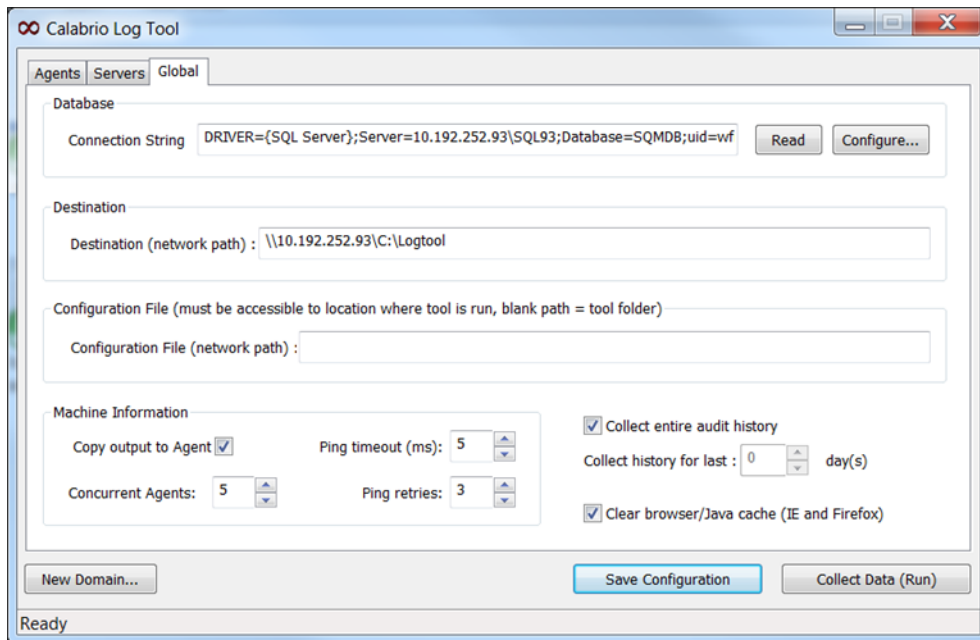 Calabrio Log Tool
Agents Servers Global
Database
Connection String DRIVER={SQL Server};Server=10.192.252.93\SQL93;Database=SQMDB;uid=wf Read Configure...
Destination
Destination (network path) : \\10.192.252.93\C:\Logtool
Configuration File (must be accessible to location where tool is run, blank path = tool folder)
Configuration File (network path) :
Machine Information
Copy output to Agent Ping timeout (ms): 5
Concurrent Agents: 5 Ping retries: 3
Collect entire audit history
Collect history for last : 0 day(s)
Clear browser/Java cache (IE and Firefox)
New Domain... Save Configuration Collect Data (Run)
Ready